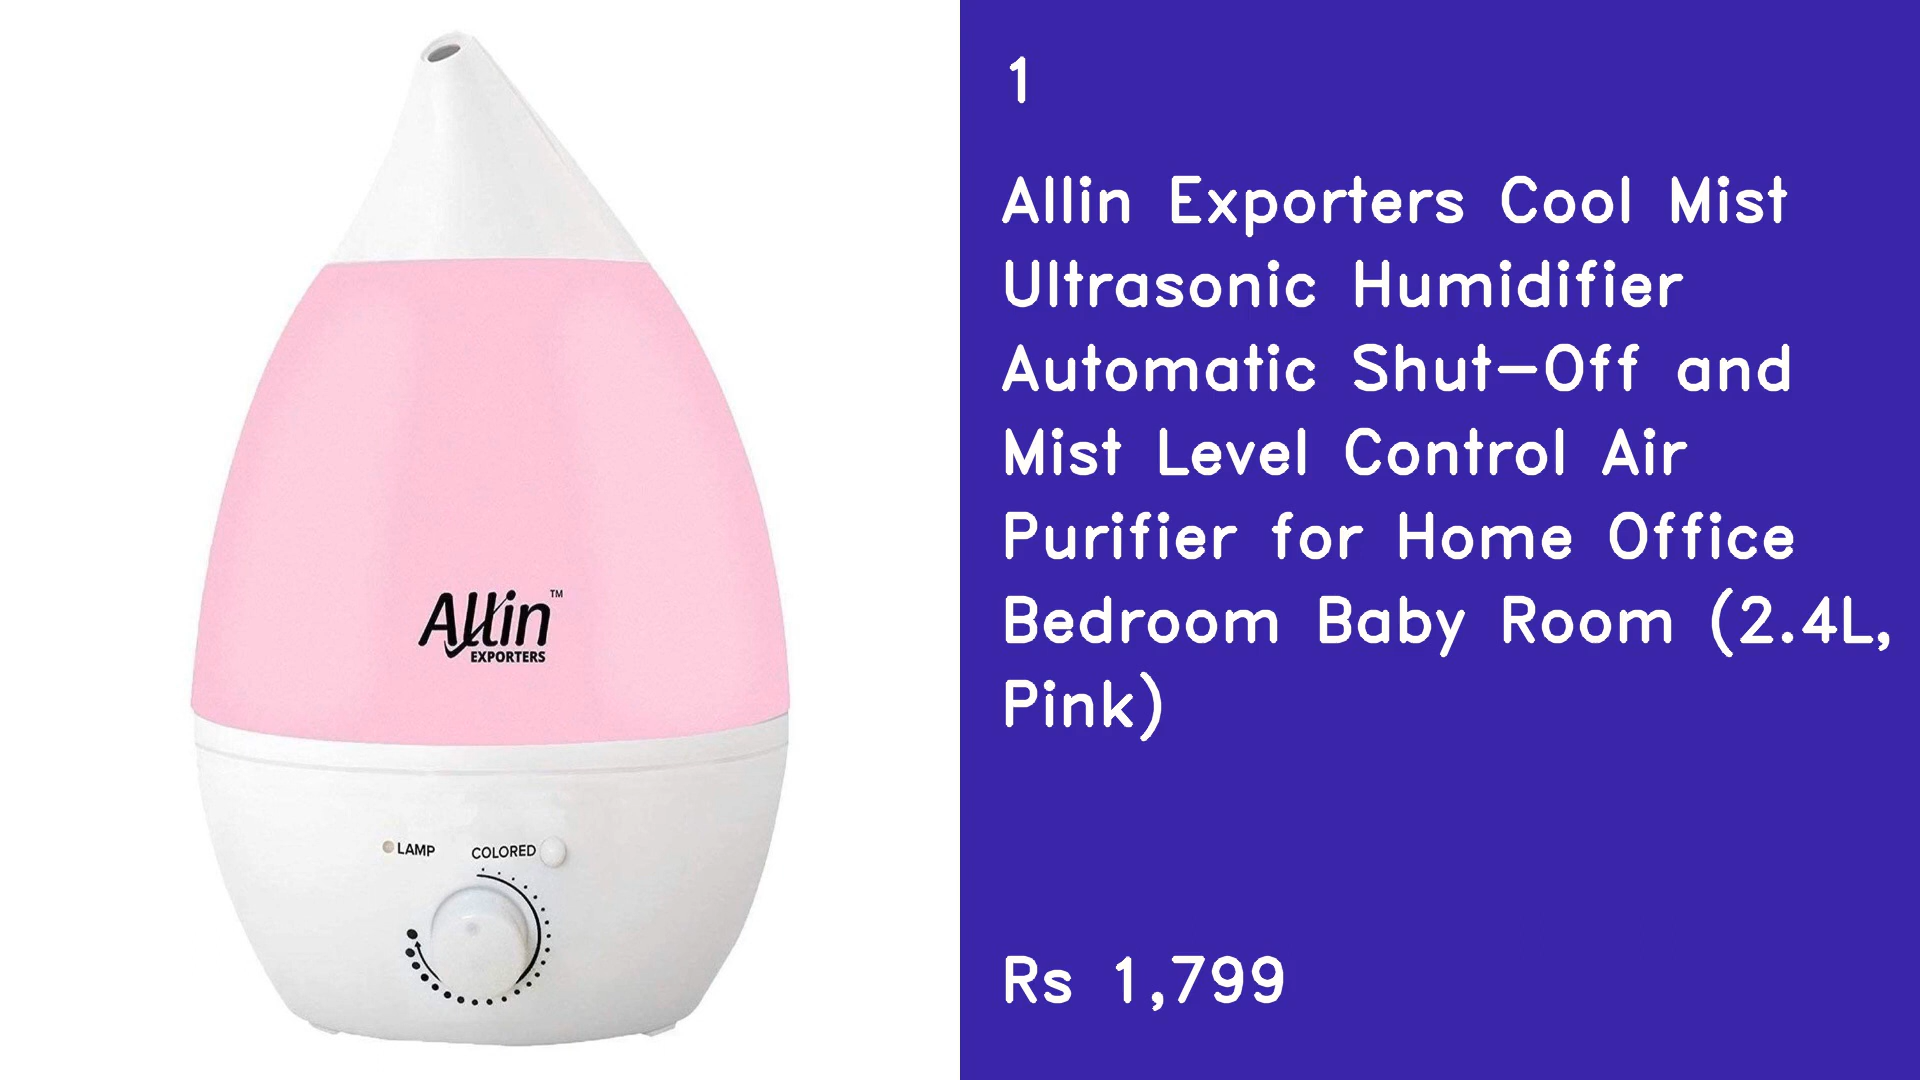 Allin™
EXPORTERS
LAMP
COLORED
1
Allin Exporters Cool Mist
Ultrasonic Humidifier
Automatic Shut-Off and
Mist Level Control Air
Purifier for Home Office
Bedroom Baby Room (2.4L,
Pink)
Rs 1,799